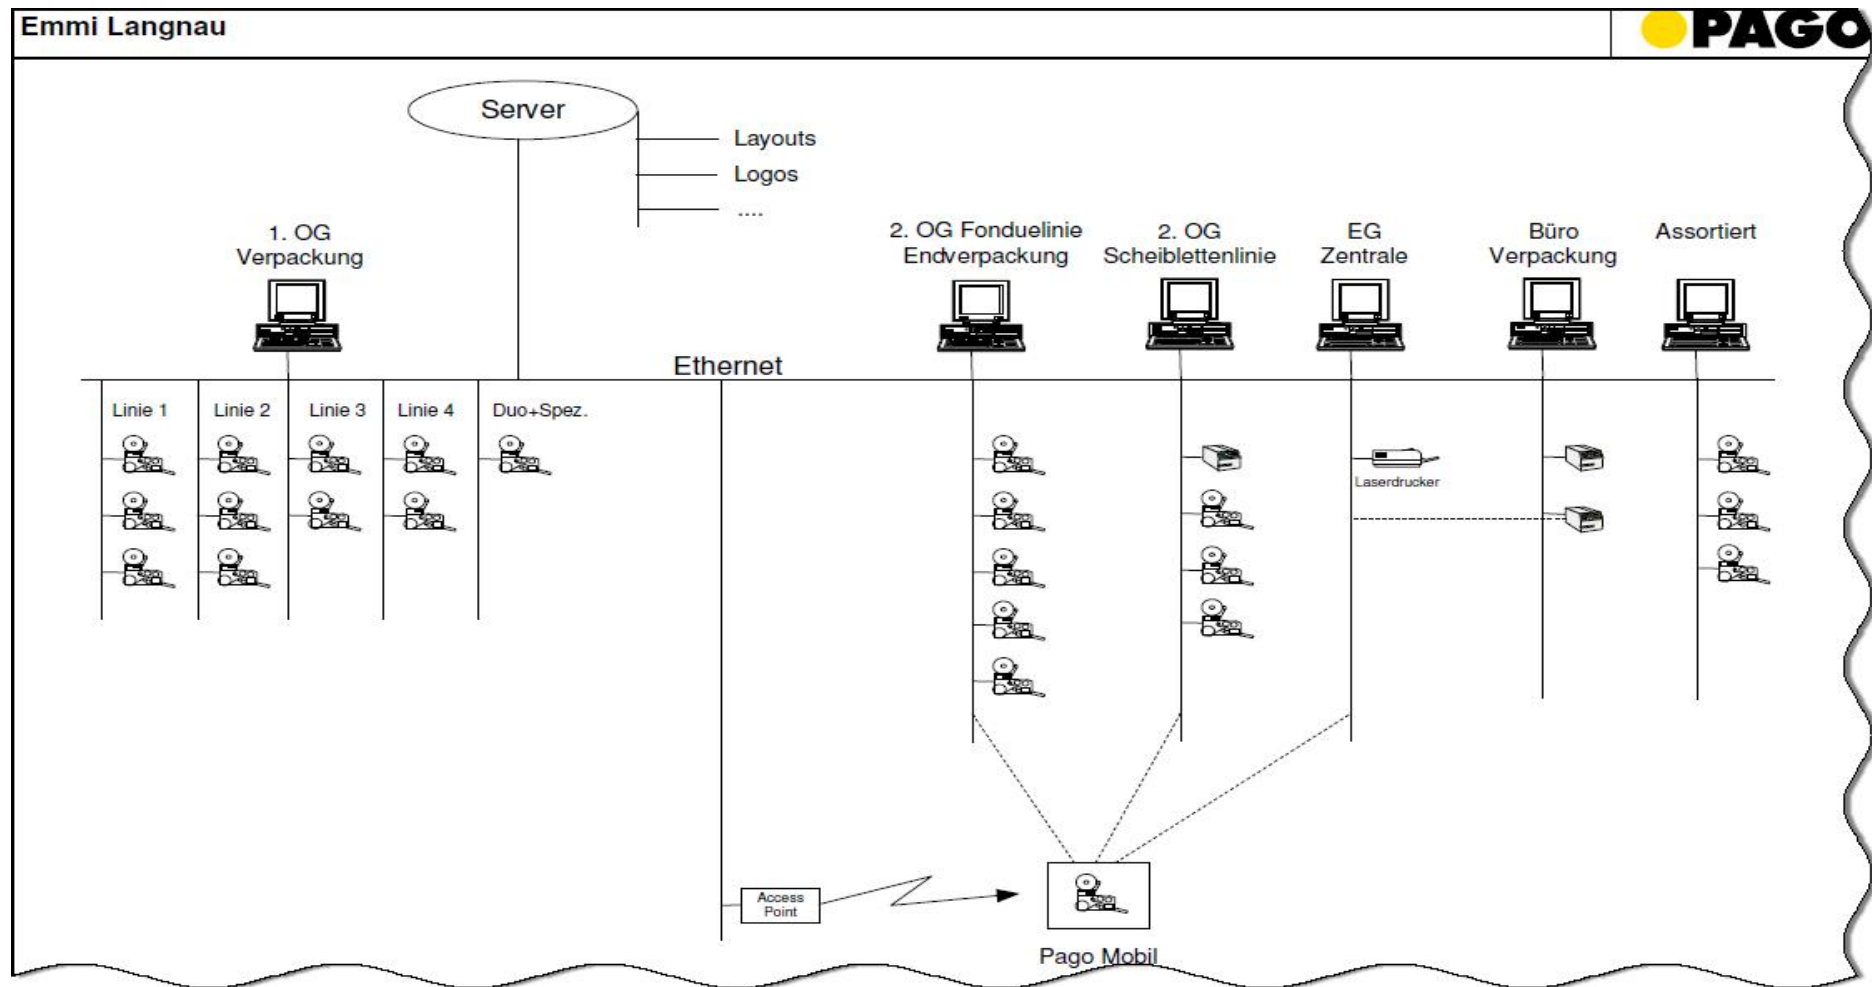 Emmi Langnau
PAGO
Server
Layouts
Logos
....
1. OG
Verpackung
2. OG Fonduelinie
Endverpackung
2. OG
Scheiblettenlinie
EG
Zentrale
Büro
Verpackung
Assortiert
Ethernet
Linie 1
Linie 2
Linie 3
Linie 4
Duo+Spez.
Laserdrucker
Access
Point
Pago Mobil